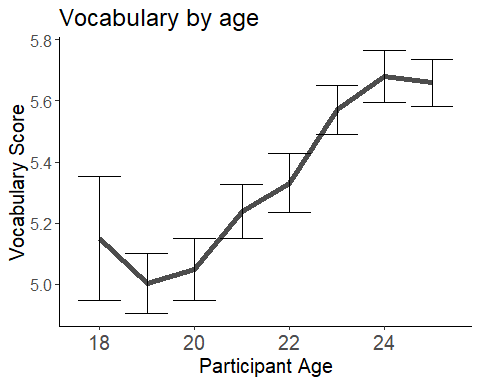 Vocabulary by age
Vocabulary Score
5.8
5.6
5.4
5.2
5.0
18 20 22 24
Participant Age